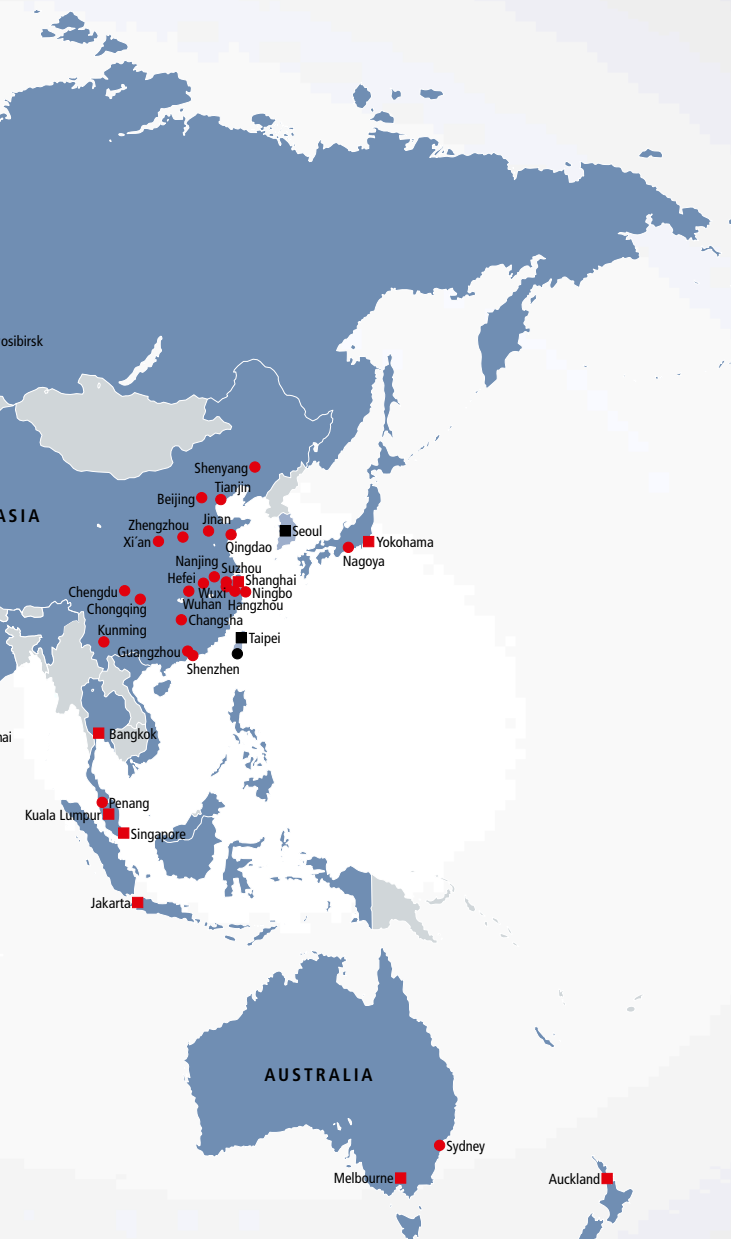 osibirsk
Shenyang
Tianjin
Beijing
ASIA
Jinan
Zhengzhou
Seoul
Xi´an
Yokohama
Qingdao
Nagoya
Nanjing
Suzhou
Hefei
Shanghai
Chengdu
Wuxi
Ningbo
Chongqing
Wuhan
Hangzhou
Changsha
Kunming
Taipei
Guangzhou
Shenzhen
Bangkok
nai
Penang
Kuala Lumpur
Singapore
Jakarta
AUSTRALIA
Sydney
Melbourne
Auckland